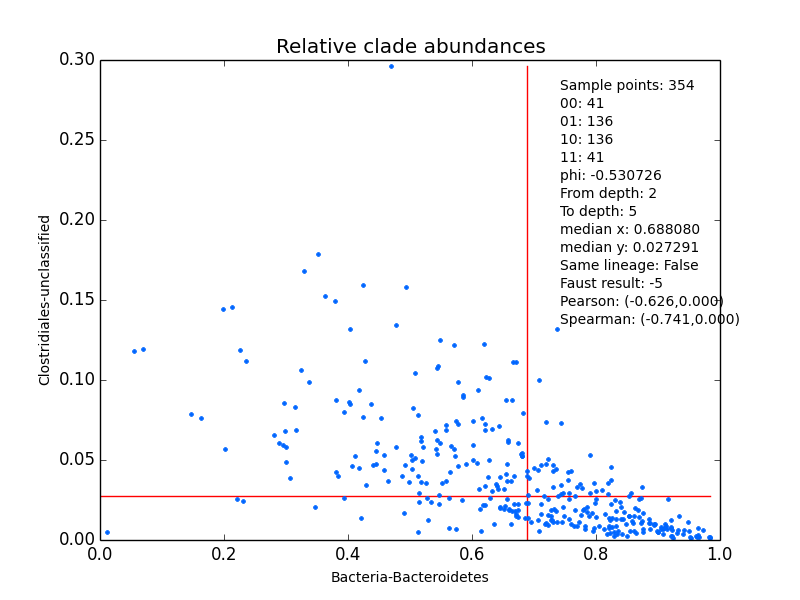 Relative clade abundances
Sample points: 354
00: 41
01: 136
10: 136
11: 41
phi: -0.530726
From depth: 2
To depth: 5
median x: 0.688080
median y: 0.027291
Same lineage: False
Faust result: -5
Pearson: (-0.626,0.000)
Spearman: (-0.741,0.000)
Clostridiales-unclassified
0.30
0.25
0.20
0.15
0.10
0.05
0.00
0.0 0.2 0.4 0.6 0.8 1.0
Bacteria-Bacteroidetes